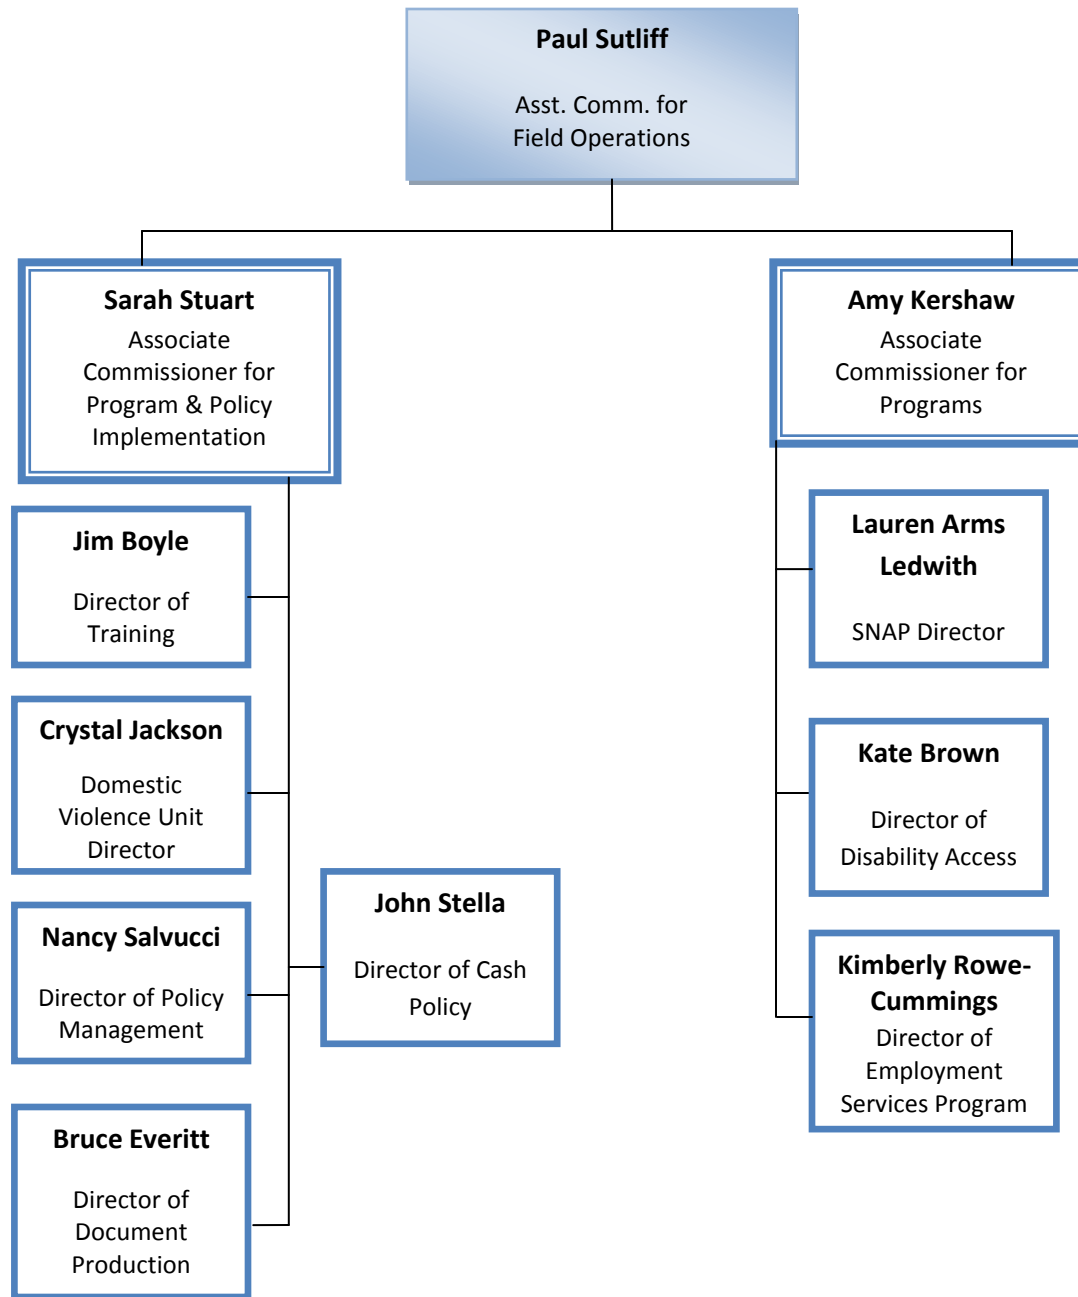 Paul Sutliff
Asst. Comm. for
Field Operations
Sarah Stuart
Associate
Commissioner for
Program & Policy
Implementation
Amy Kershaw
Associate
Commissioner for
Programs
Jim Boyle
Director of
Training
Lauren Arms
Ledwith
SNAP Director
Crystal Jackson
Domestic
Violence Unit
Director
Kate Brown
Director of
Disability Access
John Stella
Director of Cash
Policy
Nancy Salvucci
Director of Policy
Management
Kimberly Rowe-
Cummings
Director of
Employment
Services Program
Bruce Everitt
Director of
Document
Production